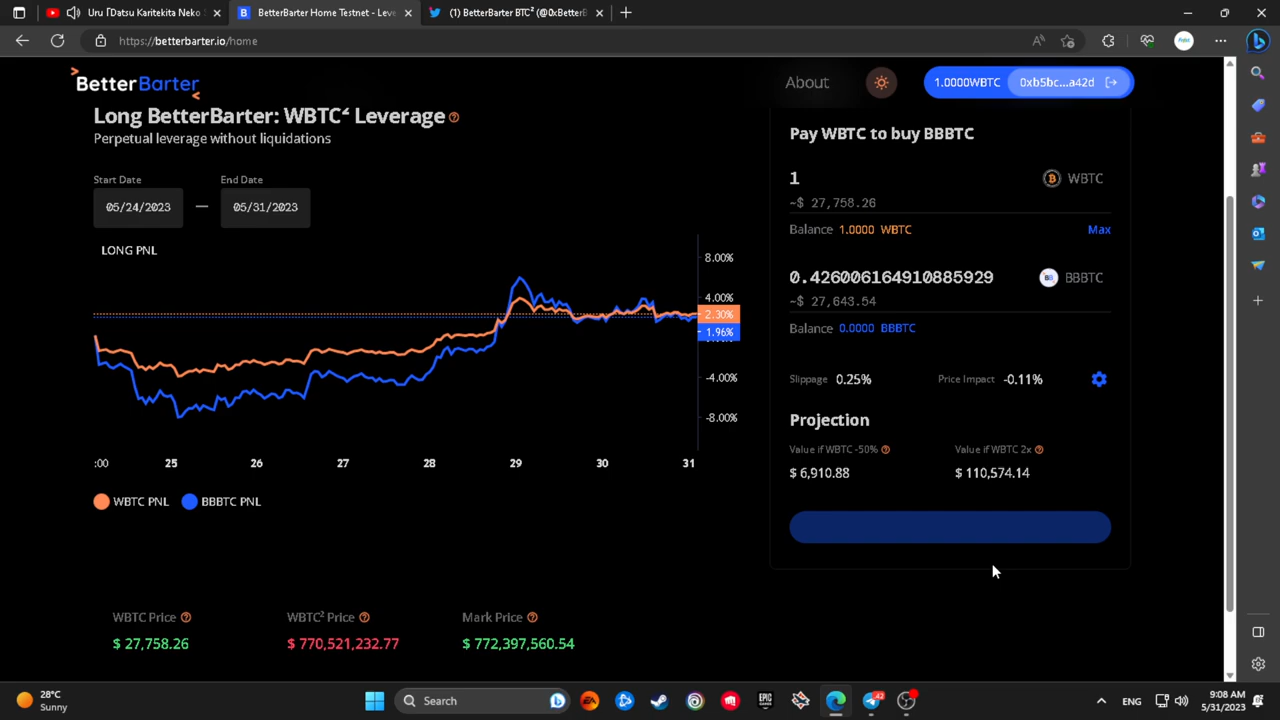 Uru 『Datsu Karitekita Neko
BetterBarter Home Testnet - Leve
(1) BetterBarter BTC² (@0xBetterB
https://betterbarter.io/home
BetterBarter
About
1.0000WBTC
0xb5bc...a42d
Long BetterBarter: WBTC² Leverage
Perpetual leverage without liquidations
Start Date
End Date
05/24/2023
—
05/31/2023
LONG PNL
8.00%
4.00%
2.30%
1.96%
-4.00%
-8.00%
:00
25
26
27
28
29
30
31
WBTC PNL
BBBTC PNL
Pay WBTC to buy BBBTC
1
WBTC
~$ 27,758.26
Balance 1.0000 WBTC
Max
0.426006164910885929
BBBTC
~$ 27,643.54
Balance 0.0000 BBBTC
Slippage 0.25%
Price Impact -0.11%
Projection
Value if WBTC -50%
Value if WBTC 2x
$ 6,910.88
$ 110,574.14
WBTC Price
WBTC² Price
Mark Price
$ 27,758.26
$ 770,521,232.77
$ 772,397,560.54
28°C
Sunny
Search
EA
EPIC
GAMES
42
ENG
9:08 AM
5/31/2023